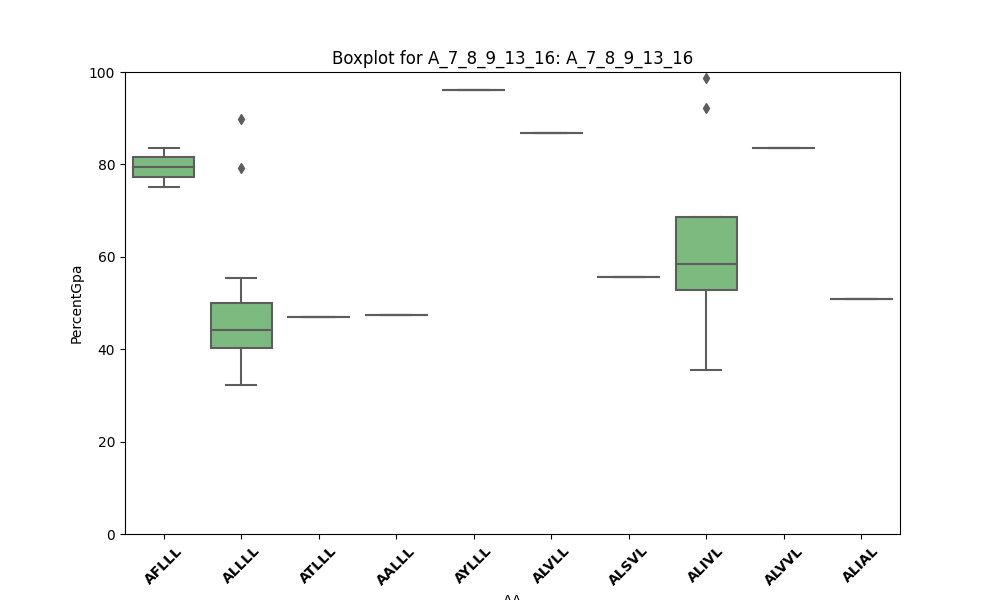 Boxplot for A_7_8_9_13_16: A_7_8_9_13_16
100
80
60
40
20
0
PercentGpa
AFLLL ALLLL ATLLL AALLL AYLLL ALVLL ALSVL ALIVL ALVVL ALIAL
AA